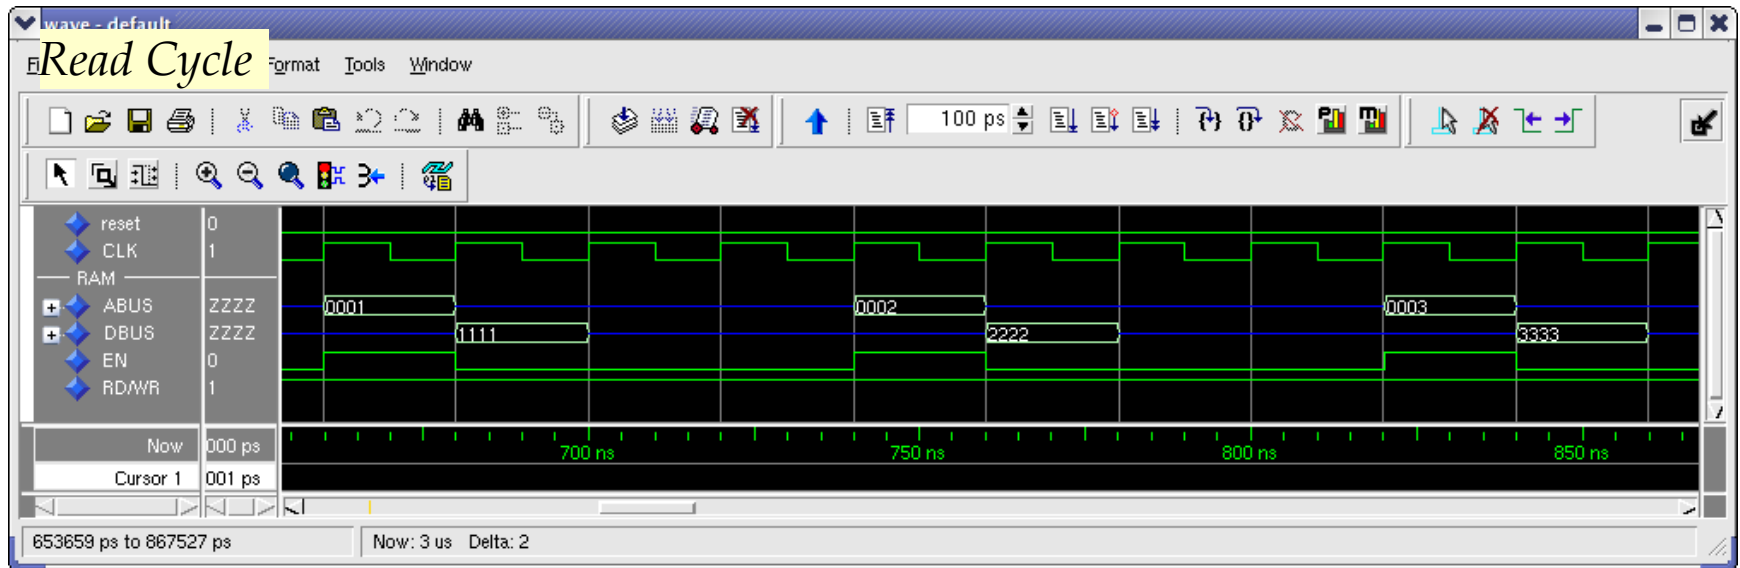 wave - default
Read Cycle
Format Tools Window
100 ps
reset 0
CLK 1
RAM
ABUS ZZZZ 0001 0002 0003
DBUS ZZZZ 1111 2222 3333
EN 0
RD/WR 1
Now 000 ps 700 ns 750 ns 800 ns 850 ns
Cursor 1 001 ps
653659 ps to 867527 ps Now: 3 us Delta: 2